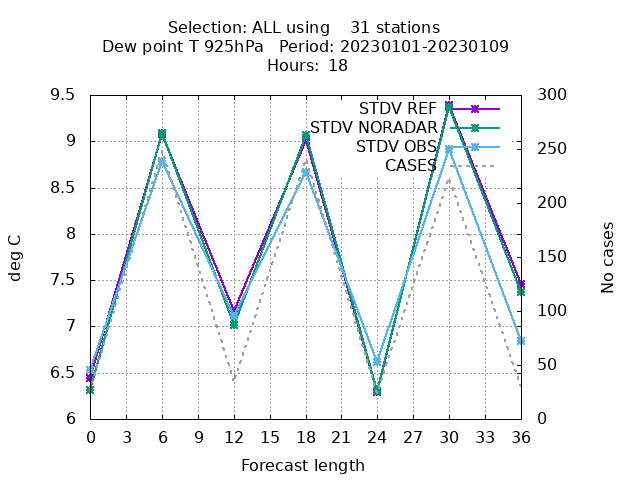 Selection: ALL using    31 stations
Dew point T 925hPa   Period: 20230101-20230109
Hours: 18
9.5
9
8.5
8
7.5
7
6.5
6
300
250
200
150
100
50
0
STDV REF
STDV NORADAR
STDV OBS
CASES
deg C
No cases
0 3 6 9 12 15 18 21 24 27 30 33 36
Forecast length